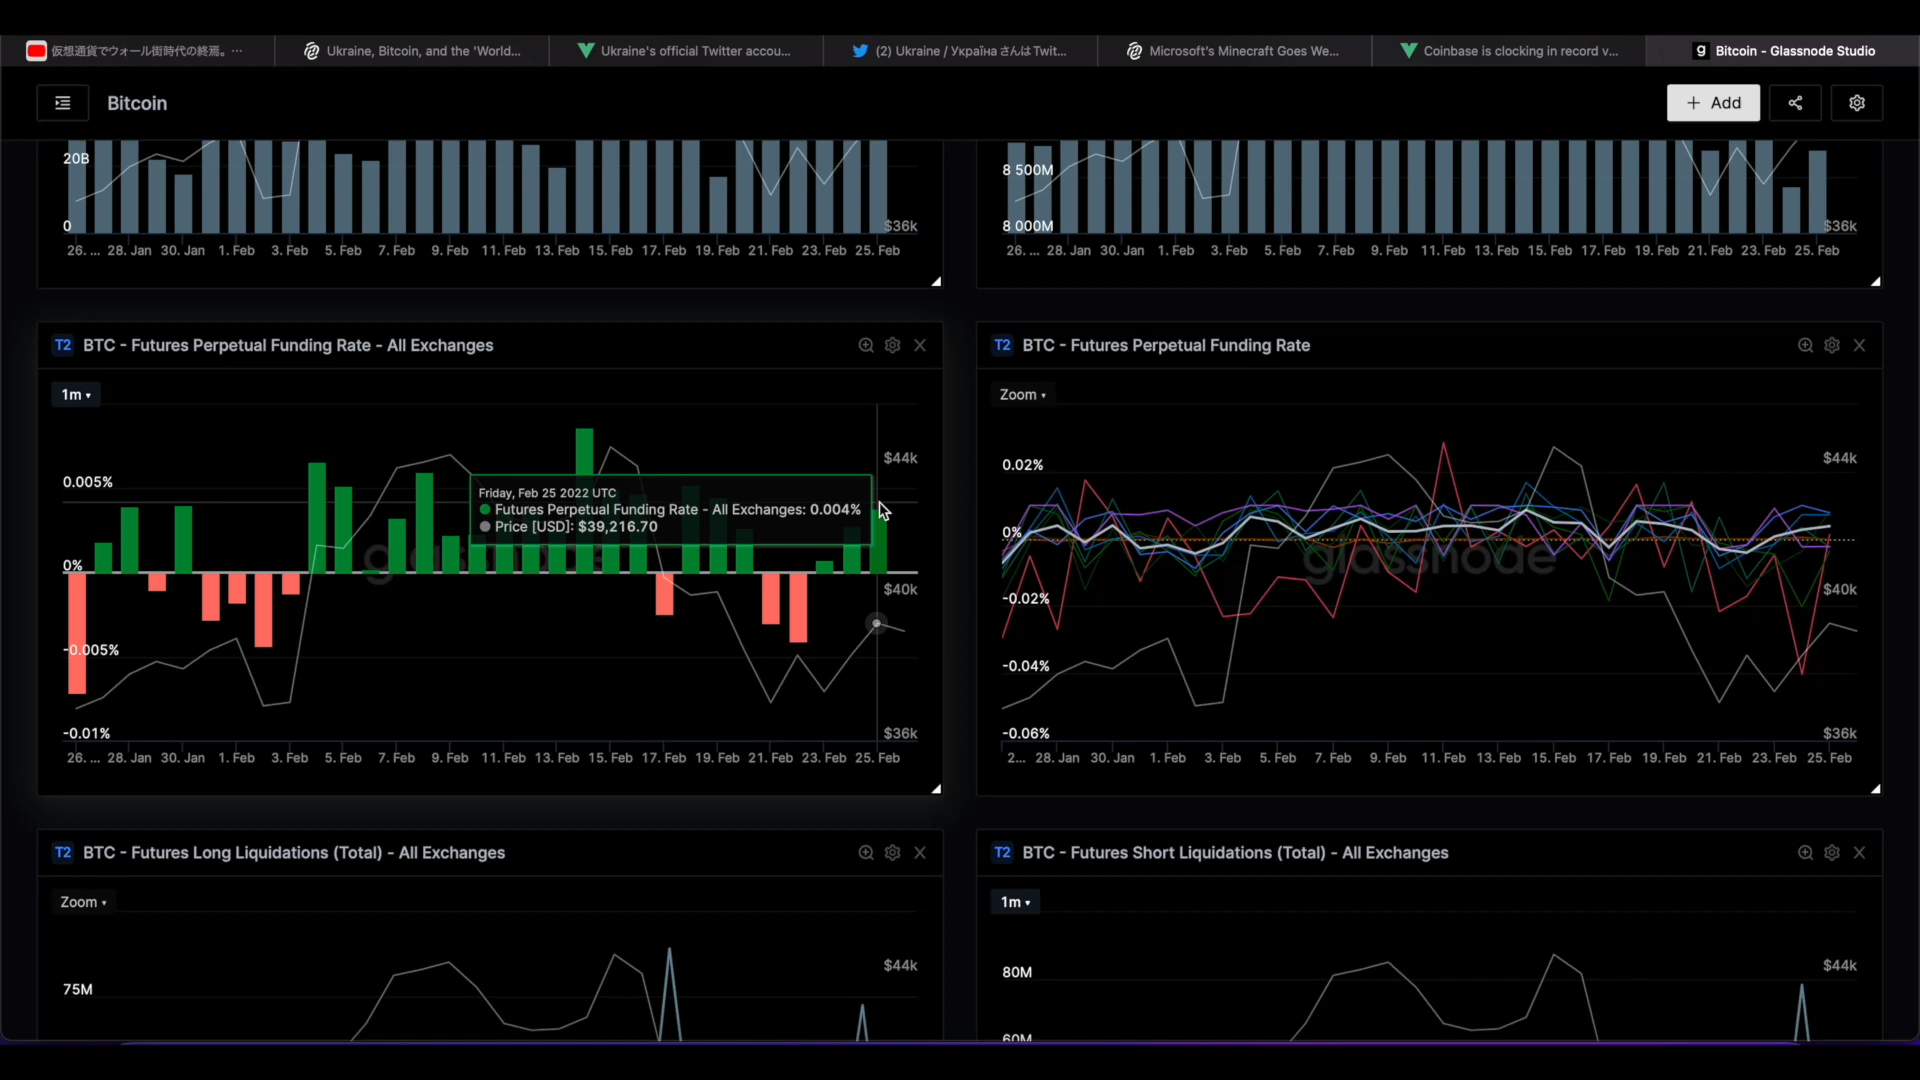 仮想通貨でウォール街時代の終焉。…
Ukraine, Bitcoin, and the 'World...
Ukraine's official Twitter accou...
(2) Ukraine / Україна さんはTwit...
Microsoft's Minecraft Goes We...
Coinbase is clocking in record v...
Bitcoin - Glassnode Studio
Bitcoin
+ Add
20B
0
$36k
26. ... 28. Jan 30. Jan 1. Feb 3. Feb 5. Feb 7. Feb 9. Feb 11. Feb 13. Feb 15. Feb 17. Feb 19. Feb 21. Feb 23. Feb 25. Feb
8 500M
8 000M
$36k
26. ... 28. Jan 30. Jan 1. Feb 3. Feb 5. Feb 7. Feb 9. Feb 11. Feb 13. Feb 15. Feb 17. Feb 19. Feb 21. Feb 23. Feb 25. Feb
T2 BTC - Futures Perpetual Funding Rate - All Exchanges
1m
$44k
0.005%
Friday, Feb 25 2022 UTC
Futures Perpetual Funding Rate - All Exchanges: 0.004%
Price [USD]: $39,216.70
0%
$40k
-0.005%
-0.01%
$36k
26. ... 28. Jan 30. Jan 1. Feb 3. Feb 5. Feb 7. Feb 9. Feb 11. Feb 13. Feb 15. Feb 17. Feb 19. Feb 21. Feb 23. Feb 25. Feb
T2 BTC - Futures Perpetual Funding Rate
Zoom
0.02%
$44k
0%
glassnode
-0.02%
$40k
-0.04%
-0.06%
$36k
2... 28. Jan 30. Jan 1. Feb 3. Feb 5. Feb 7. Feb 9. Feb 11. Feb 13. Feb 15. Feb 17. Feb 19. Feb 21. Feb 23. Feb 25. Feb
T2 BTC - Futures Long Liquidations (Total) - All Exchanges
Zoom
$44k
75M
T2 BTC - Futures Short Liquidations (Total) - All Exchanges
1m
80M
$44k
60M